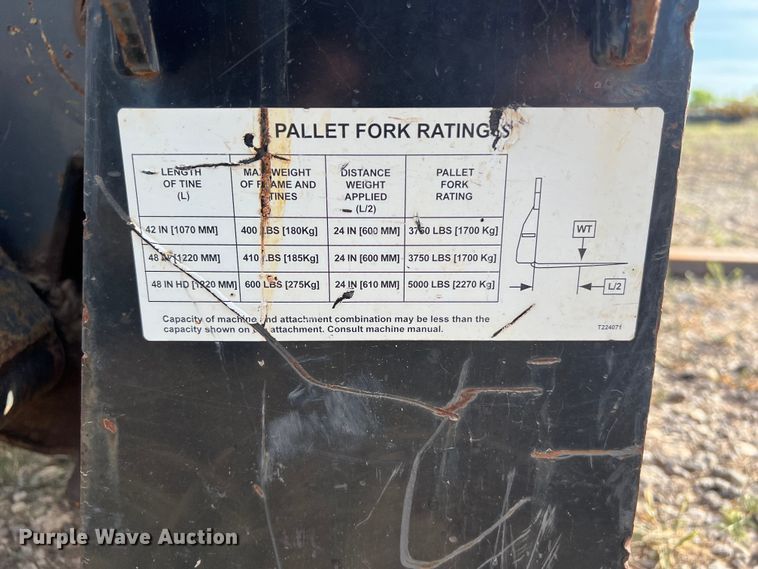 PALLET FORK RATINGS
LENGTH OF TINE (L)
MAX WEIGHT OF FRAME AND TINES
DISTANCE WEIGHT APPLIED (L/2)
PALLET FORK RATING
42 IN [1070 MM] 400 LBS [180Kg] 24 IN [600 MM] 3750 LBS [1700 Kg]
48 IN [1220 MM] 410 LBS [185Kg] 24 IN [600 MM] 3750 LBS [1700 Kg]
48 IN HD [1220 MM] 600 LBS [275Kg] 24 IN [610 MM] 5000 LBS [2270 Kg]
WT
L/2
Capacity of machine and attachment combination may be less than the
capacity shown on the attachment. Consult machine manual.
T224071
Purple Wave Auction
purplewave.com